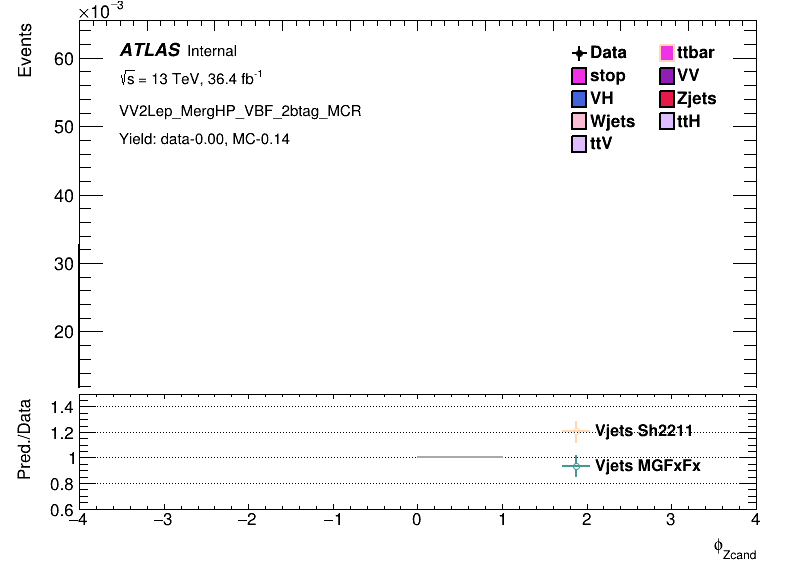 ×10⁻³
Events
ATLAS Internal
√s = 13 TeV, 36.4 fb⁻¹
VV2Lep_MergHP_VBF_2btag_MCR
Yield: data-0.00, MC-0.14
Data
ttbar
stop
VV
VH
Zjets
Wjets
ttH
ttV
60
50
40
30
20
Pred./Data
1.4
1.2
1
0.8
0.6
Vjets Sh2211
Vjets MGFxFx
−4 −3 −2 −1 0 1 2 3 4
ϕ_Zcand